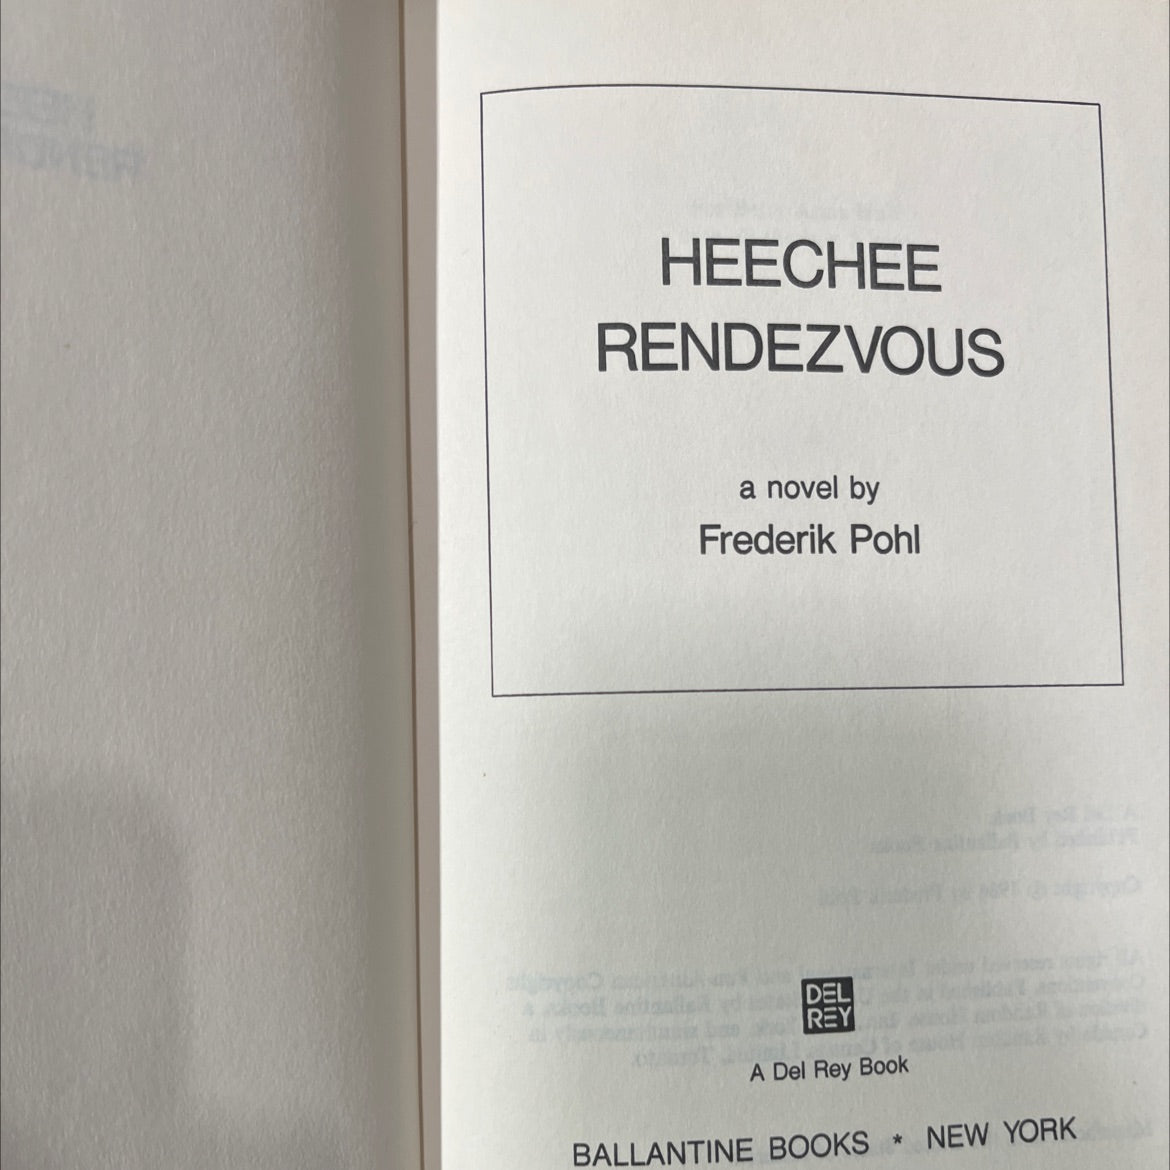 HEECHEE
RENDEZVOUS
a novel by
Frederik Pohl
DEL
REY
A Del Rey Book
BALLANTINE BOOKS * NEW YORK